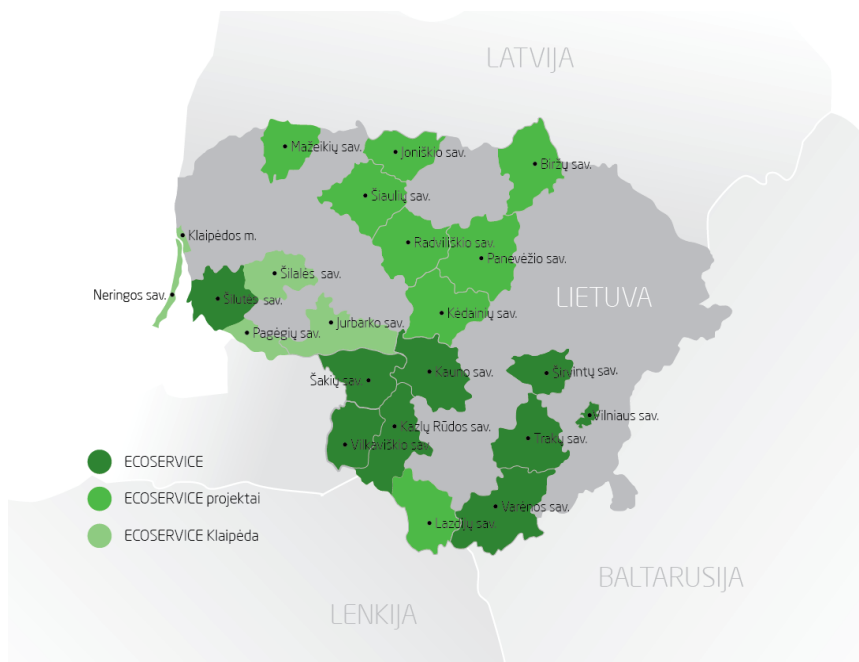 LATVIJA
Mažeikių sav.
Joniškio sav.
Biržų sav.
Šiaulių sav.
Klaipėdos m.
Radviliškio sav.
Panevėžio sav.
Šilalės sav.
Neringos sav.
Šilutės sav.
LIETUVA
Kėdainių sav.
Jurbarko sav.
Pagėgių sav.
Šakių sav.
Kauno sav.
Širvintų sav.
Vilniaus sav.
Kazlų Rūdos sav.
Vilkaviškio sav.
Trakų sav.
ECOSERVICE
ECOSERVICE projektai
ECOSERVICE Klaipėda
Varėnos sav.
Lazdijų sav.
BALTARUSIJA
LENKIJA